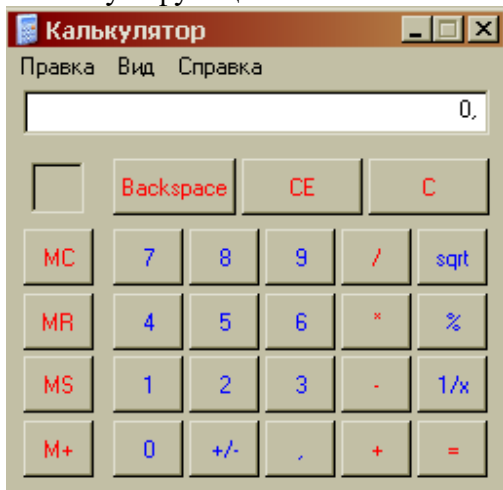 Калькулятор
Правка Вид Справка
0,
Backspace CE C
MC 7 8 9 / sqrt
MR 4 5 6 * %
MS 1 2 3 - 1/x
M+ 0 +/- , + =